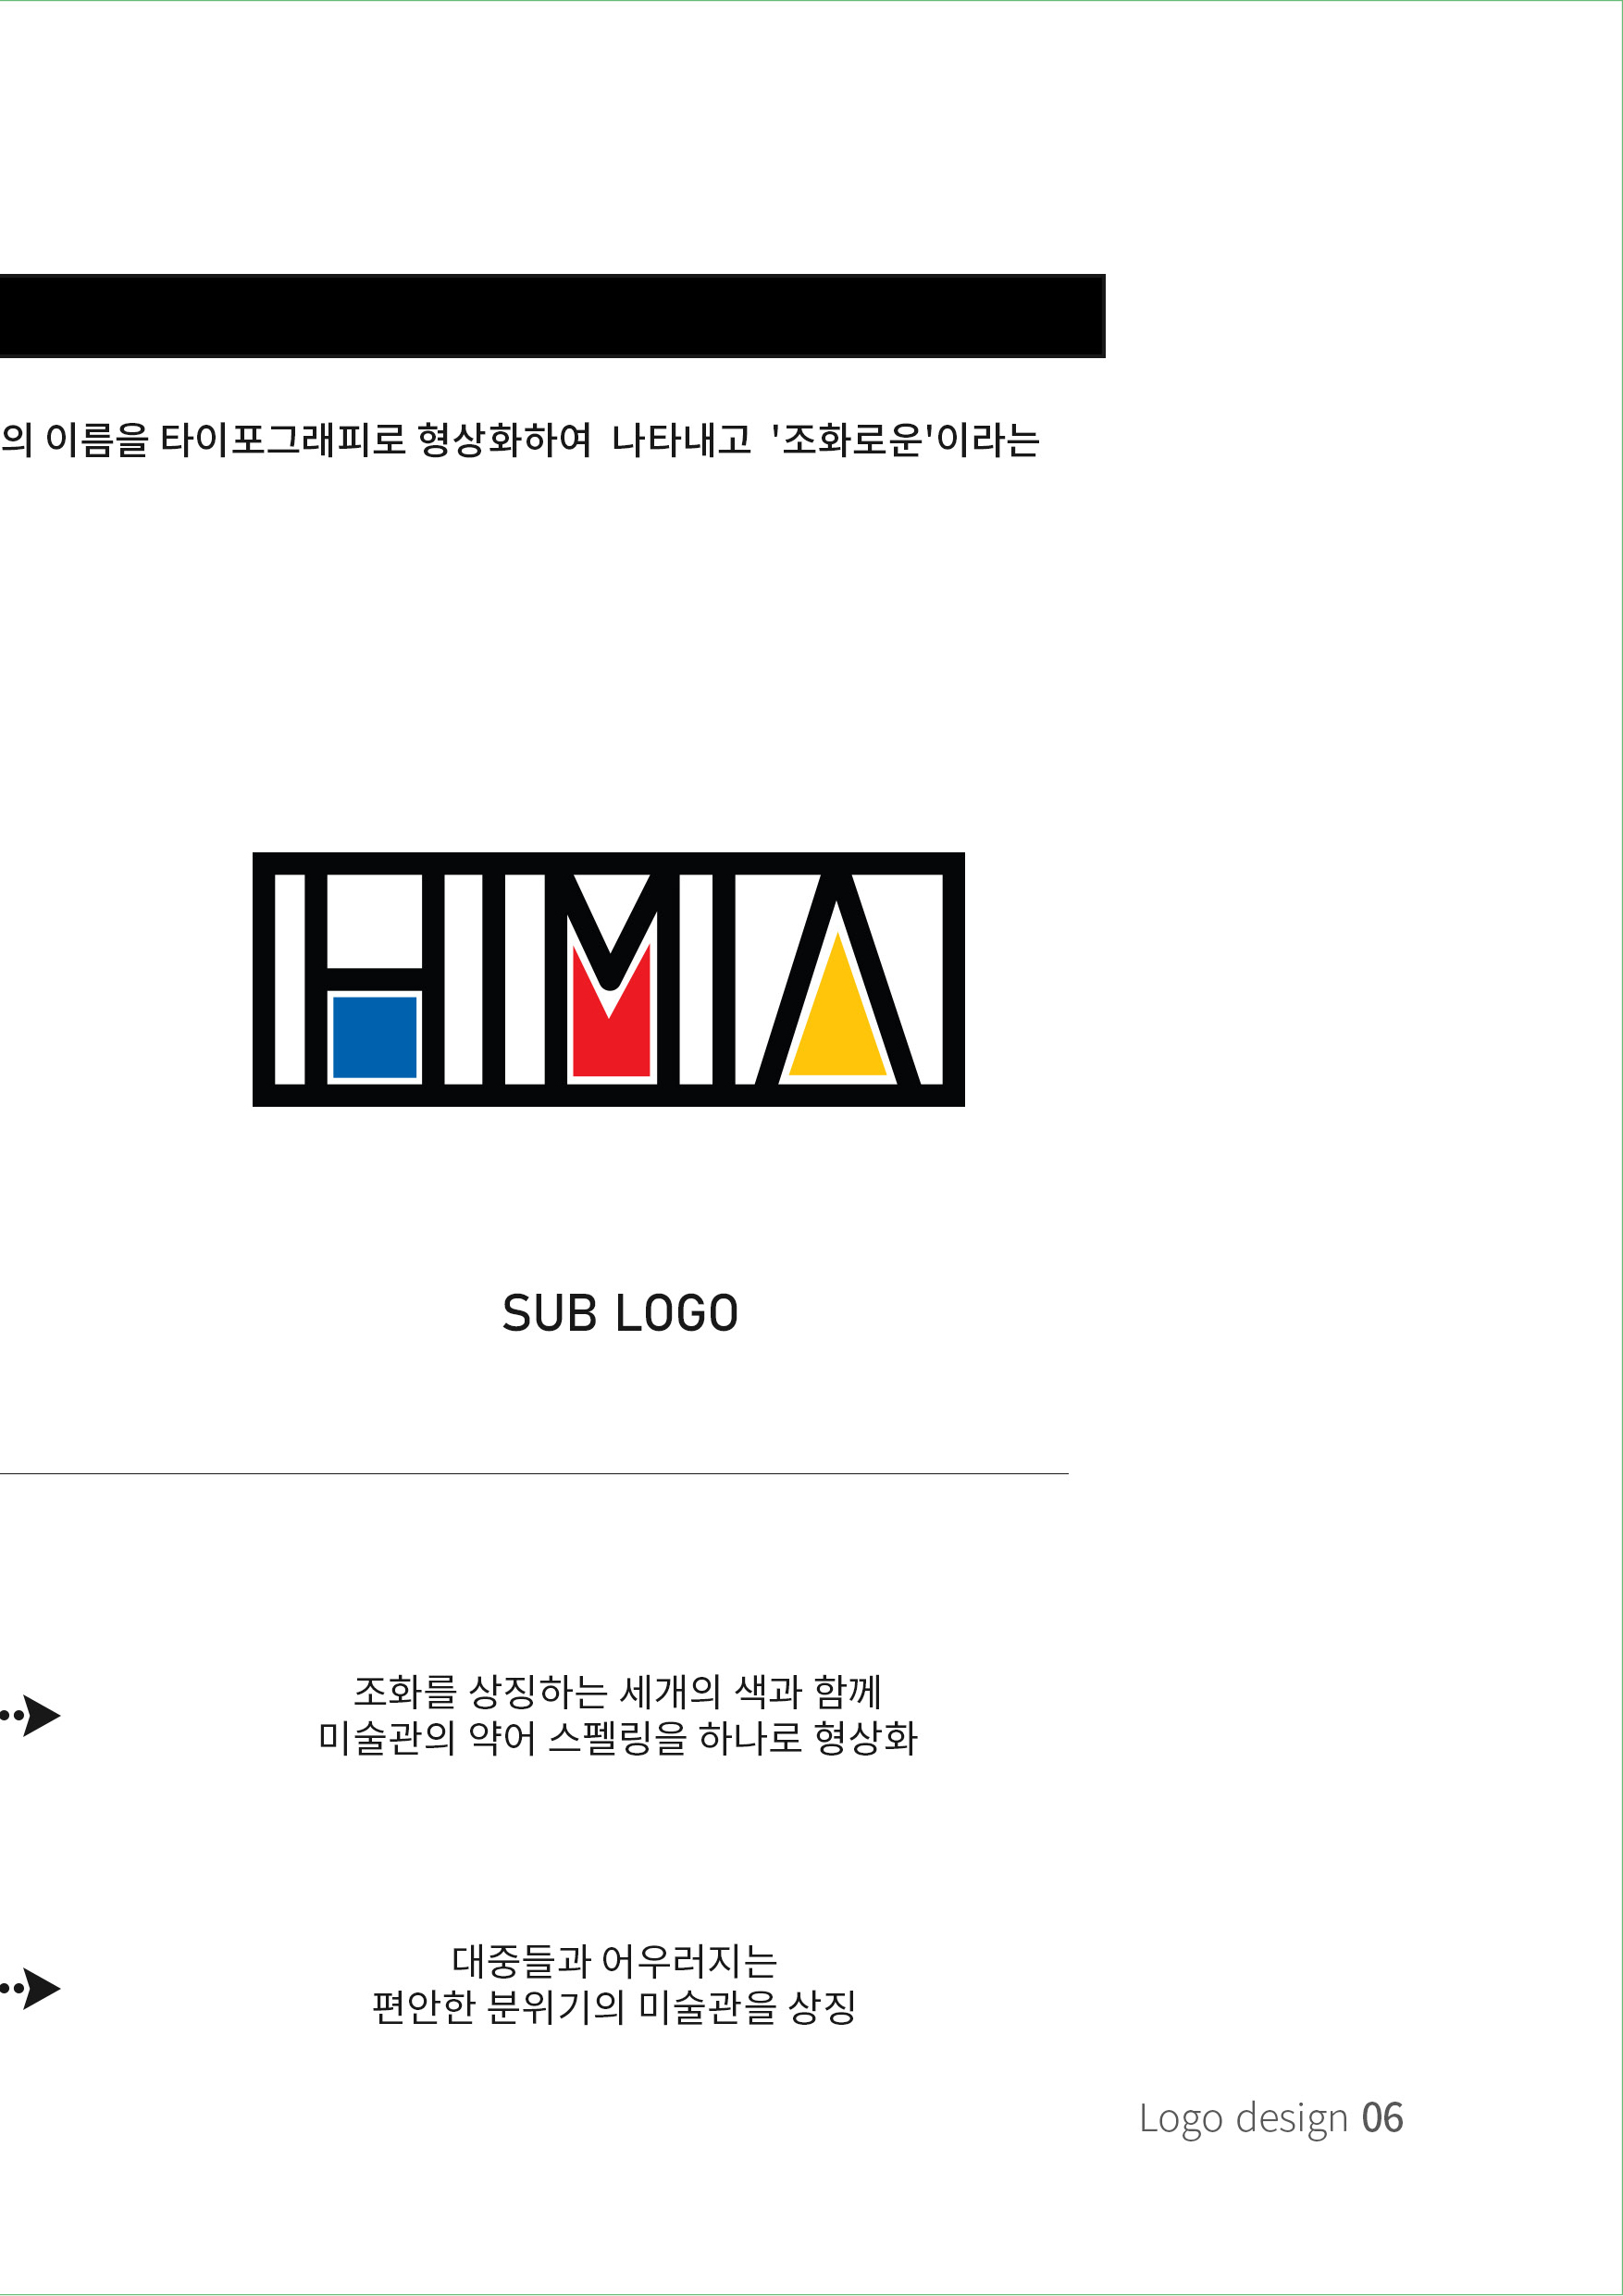 의 이름을 타이포그래피로 형상화하여 나타내고 '조화로운'이라는
HIMA
SUB LOGO
조화를 상징하는 세개의 색과 함께
미술관의 약어 스펠링을 하나로 형상화
대중들과 어우러지는
편안한 분위기의 미술관을 상징
Logo design 06